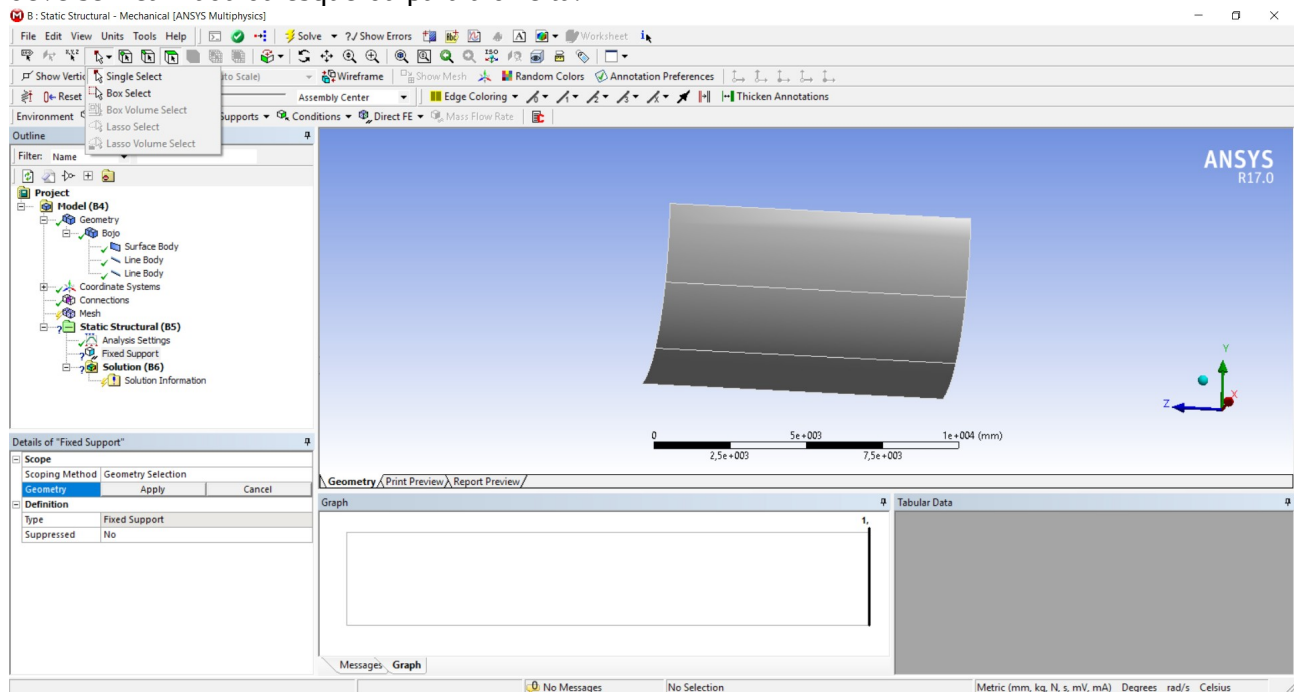 B : Static Structural - Mechanical [ANSYS Multiphysics]
File Edit View Units Tools Help Solve ?/ Show Errors Worksheet
Show Vertic to Scale) Wireframe Show Mesh Random Colors Annotation Preferences
Single Select
Box Select
Box Volume Select
Lasso Select
Lasso Volume Select
Reset Assembly Center Edge Coloring Thicken Annotations
Environment Supports Conditions Direct FE Mass Flow Rate
Outline
Filter: Name
Project
Model (B4)
Geometry
Bojo
Surface Body
Line Body
Line Body
Coordinate Systems
Connections
Mesh
Static Structural (B5)
Analysis Settings
Fixed Support
Solution (B6)
Solution Information
ANSYS
R17.0
Y
Z X
0 5e+003 1e+004 (mm)
2,5e+003 7,5e+003
Details of "Fixed Support"
Scope
Scoping Method Geometry Selection
Geometry Apply Cancel
Definition
Type Fixed Support
Suppressed No
Geometry Print Preview Report Preview
Graph
1,
Tabular Data
Messages Graph
0 No Messages No Selection Metric (mm, kg, N, s, mV, mA) Degrees rad/s Celsius